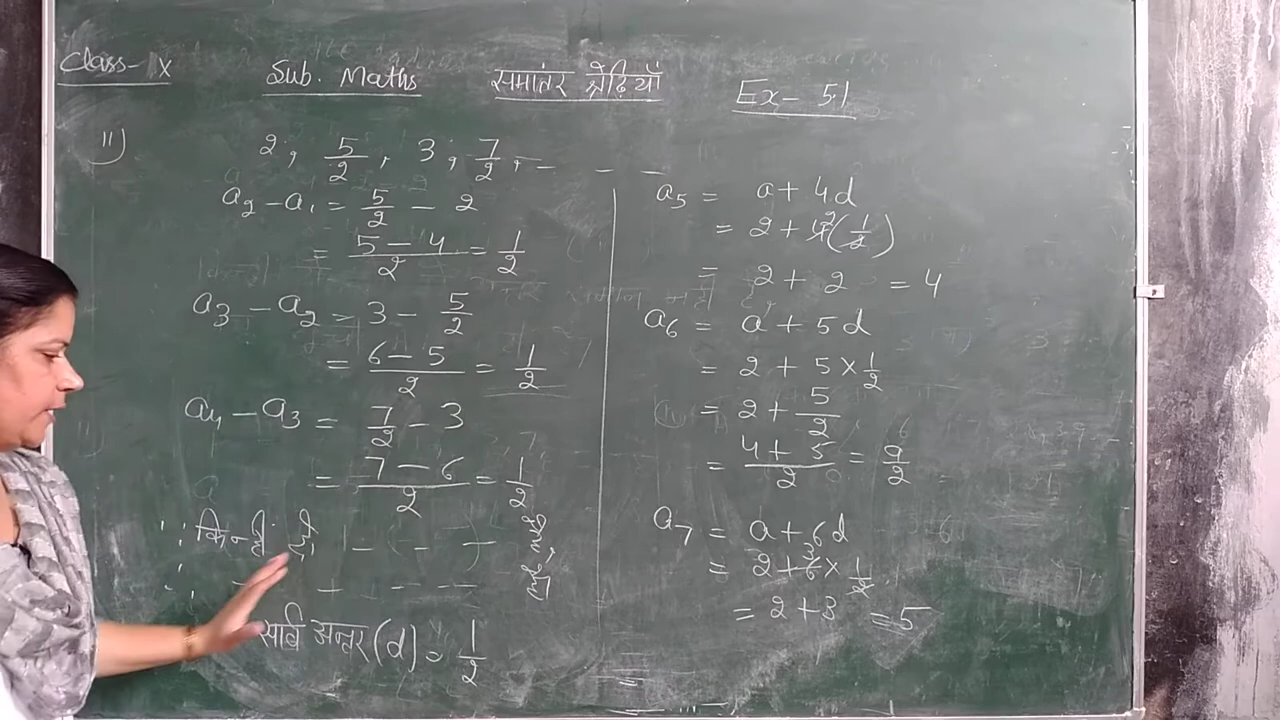 Class- X
Sub. Maths
समांतर श्रेढ़ियाँ
Ex- 5.1
11)
2, 5/2, 3, 7/2, - - - -
a2 - a1 = 5/2 - 2
= (5 - 4)/2 = 1/2
a3 - a2 = 3 - 5/2
= (6 - 5)/2 = 1/2
a4 - a3 = 7/2 - 3
= (7 - 6)/2 = 1/2
∵ किन्हीं दो | - - -
∴ - - - -
सार्व अन्तर (d) = 1/2
a5 = a + 4d
= 2 + 4(1/2)
= 2 + 2 = 4
a6 = a + 5d
= 2 + 5 × 1/2
= 2 + 5/2
= (4 + 5)/2 = 9/2
a7 = a + 6d
= 2 + 6 × 1/2
= 2 + 3 = 5